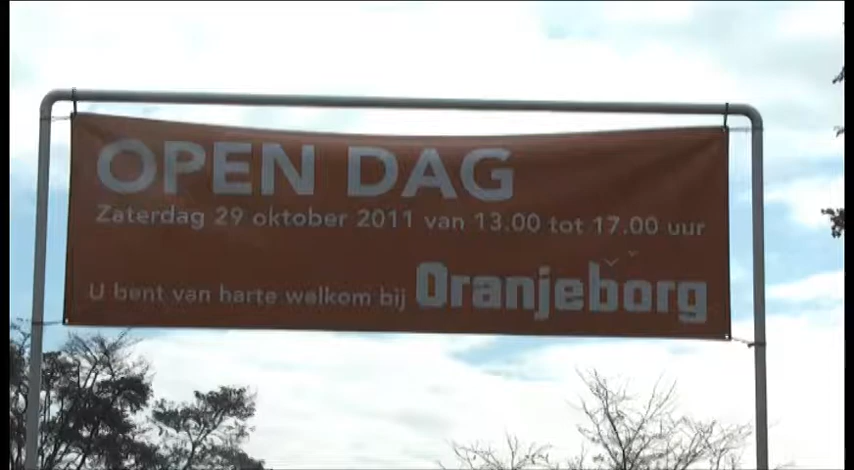 OPEN DAG
Zaterdag 29 oktober 2011 van 13.00 tot 17.00 uur
U bent van harte welkom bij Oranjeborg